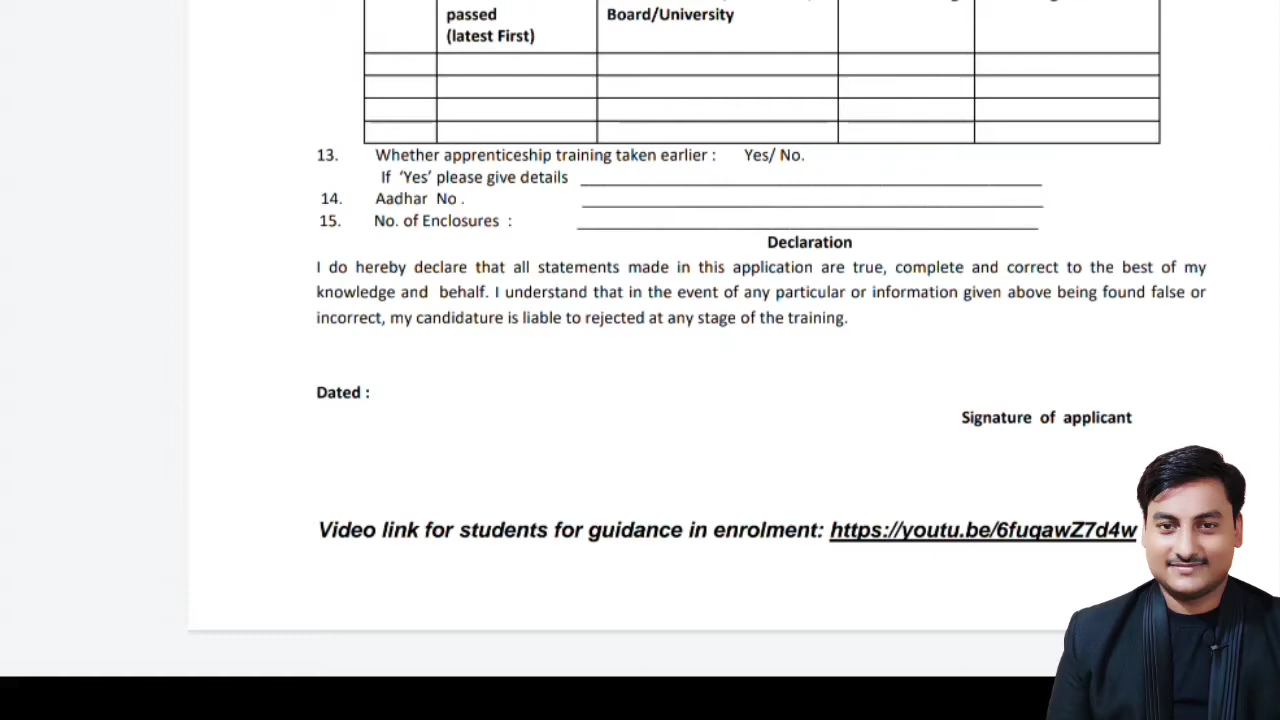 passed
Board/University
(latest First)
13. Whether apprenticeship training taken earlier : Yes/ No.
If ‘Yes’ please give details ______________________
14. Aadhar No . ______________________
15. No. of Enclosures : ______________________
Declaration
I do hereby declare that all statements made in this application are true, complete and correct to the best of my
knowledge and behalf. I understand that in the event of any particular or information given above being found false or
incorrect, my candidature is liable to rejected at any stage of the training.
Dated :
Signature of applicant
Video link for students for guidance in enrolment: https://youtu.be/6fuqawZ7d4w